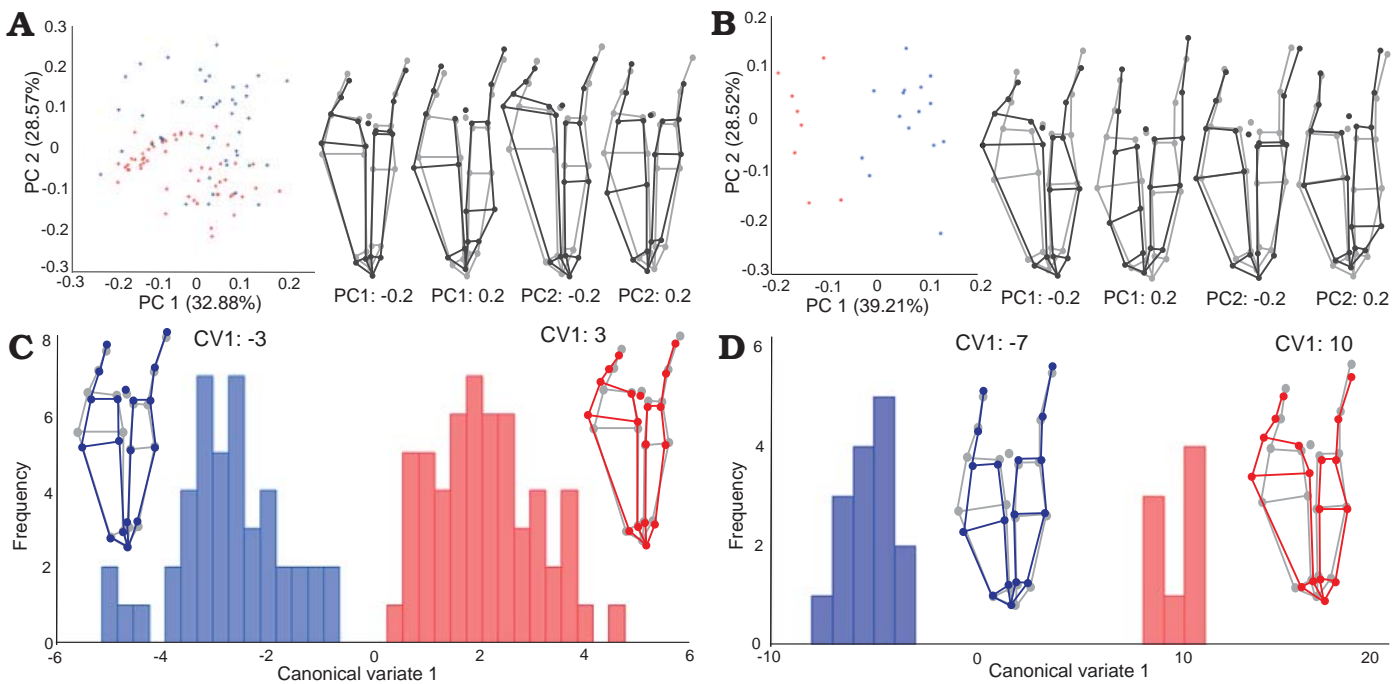 A
PC 2 (28.57%)
0.3
0.2
0.1
0
-0.1
-0.2
-0.3
-0.3 -0.2 -0.1 0 0.1 0.2
PC 1 (32.88%)
PC1: -0.2 PC1: 0.2 PC2: -0.2 PC2: 0.2
B
PC 2 (28.52%)
0.2
0.1
0
-0.1
-0.2
-0.3
-0.2 -0.1 0 0.1 0.2
PC 1 (39.21%)
PC1: -0.2 PC1: 0.2 PC2: -0.2 PC2: 0.2
C
CV1: -3 CV1: 3
Frequency
8
6
4
2
0
-6 -4 -2 0 2 4 6
Canonical variate 1
D
CV1: -7 CV1: 10
Frequency
6
4
2
0
-10 0 10 20
Canonical variate 1